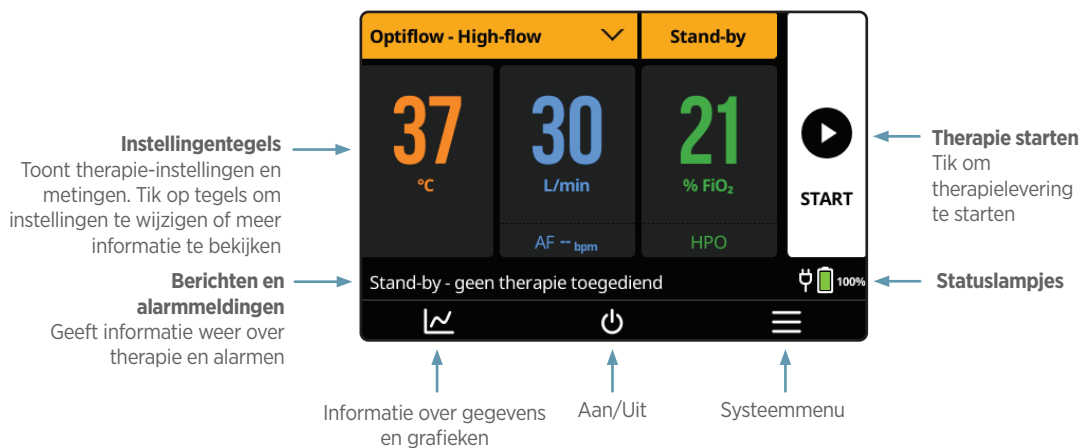 Optiflow - High-flow
Stand-by
37
°C
30
L/min
AF -- bpm
21
% FiO₂
HPO
START
Stand-by - geen therapie toegediend
100%
Instellingentegels
Toont therapie-instellingen en
metingen. Tik op tegels om
instellingen te wijzigen of meer
informatie te bekijken
Berichten en
alarmmeldingen
Geeft informatie weer over
therapie en alarmen
Therapie starten
Tik om
therapielevering
te starten
Statuslampjes
Informatie over gegevens
en grafieken
Aan/Uit
Systeemmenu